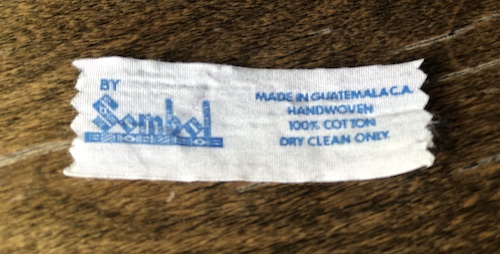 BY
Sombol
MADE IN GUATEMALA C.A.
HANDWOVEN
100% COTTON
DRY CLEAN ONLY.